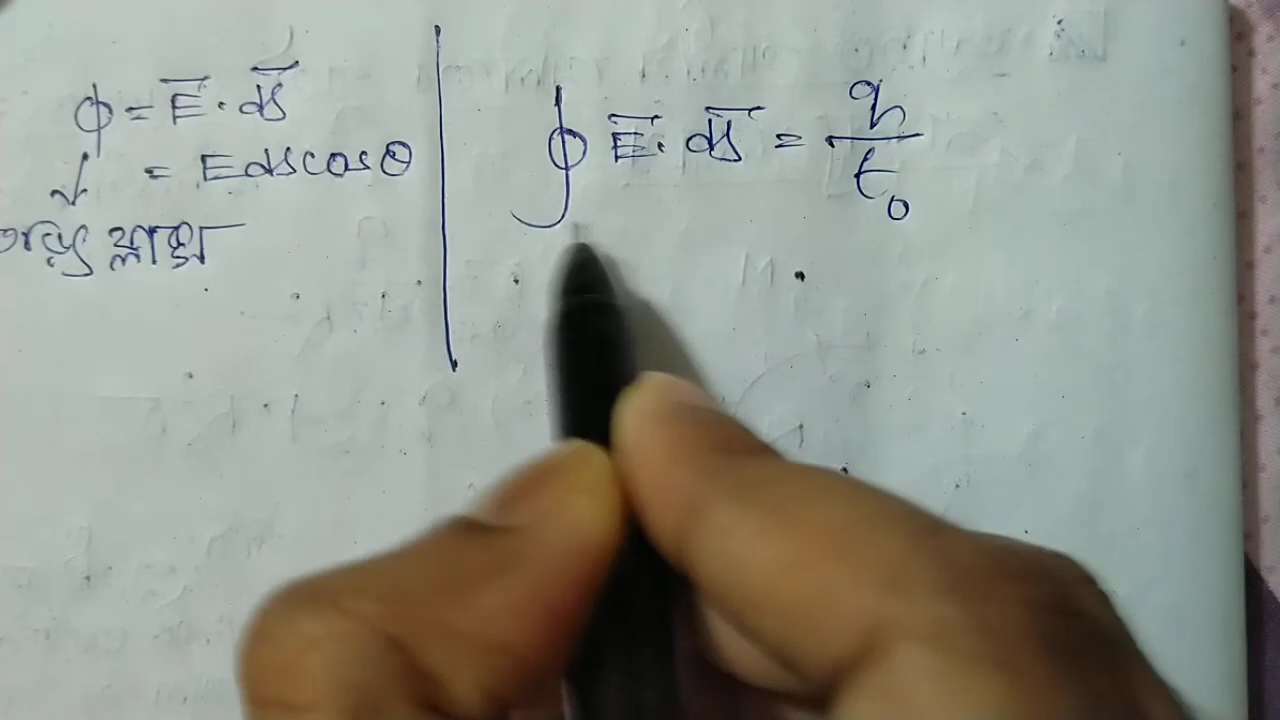 ϕ = E⃗ · ds⃗
= E ds cos θ
↓
ফ্লাক্স
∮ E⃗ · ds⃗ = q / ϵ₀